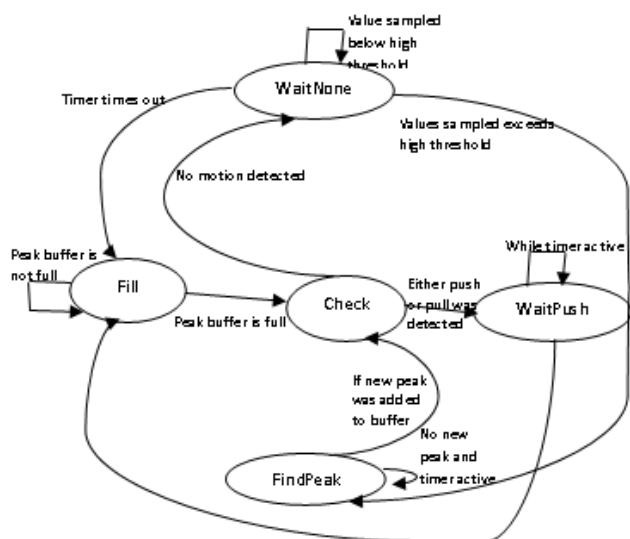 Value sampled
below high
threshold
WaitNone
Timer times out
Values sampled exceeds
high threshold
No motion detected
Peak buffer is
not full
Fill
Peak buffer is full
Check
Either push
or pull was
detected
While timer active
WaitPush
If new peak
was added
to buffer
No new
peak and
timer active
FindPeak